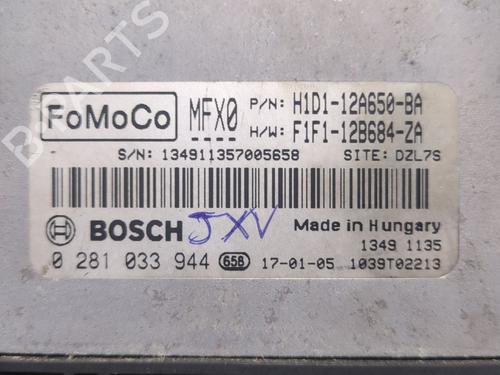 B-PARTS
FoMoCo MFX0 P/N: H1D1-12A650-BA
H/W: F1F1-12B684-ZA
S/N: 134911357005658 SITE: DZL7S
BOSCH JXV Made in Hungary
1349 1135
0 281 033 944 658 17-01-05 1039T02213